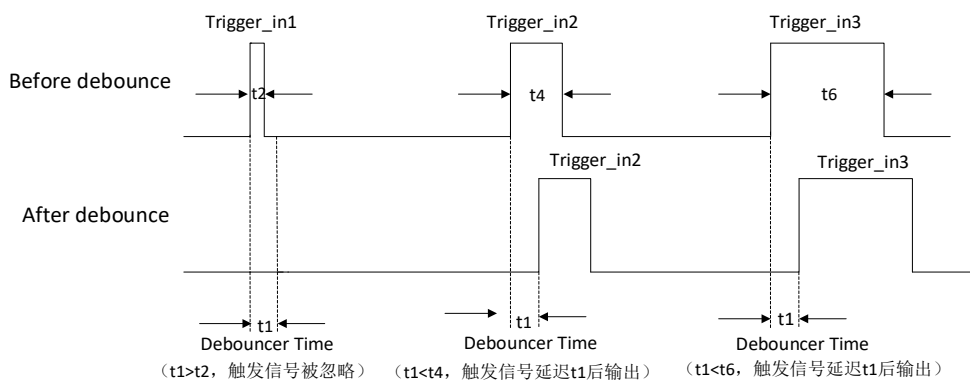 Trigger_in1
Trigger_in2
Trigger_in3
Before debounce
t2
t4
t6
Trigger_in2
Trigger_in3
After debounce
t1
t1
t1
Debouncer Time
Debouncer Time
Debouncer Time
（t1>t2，触发信号被忽略）
（t1<t4，触发信号延迟t1后输出）
（t1<t6，触发信号延迟t1后输出）